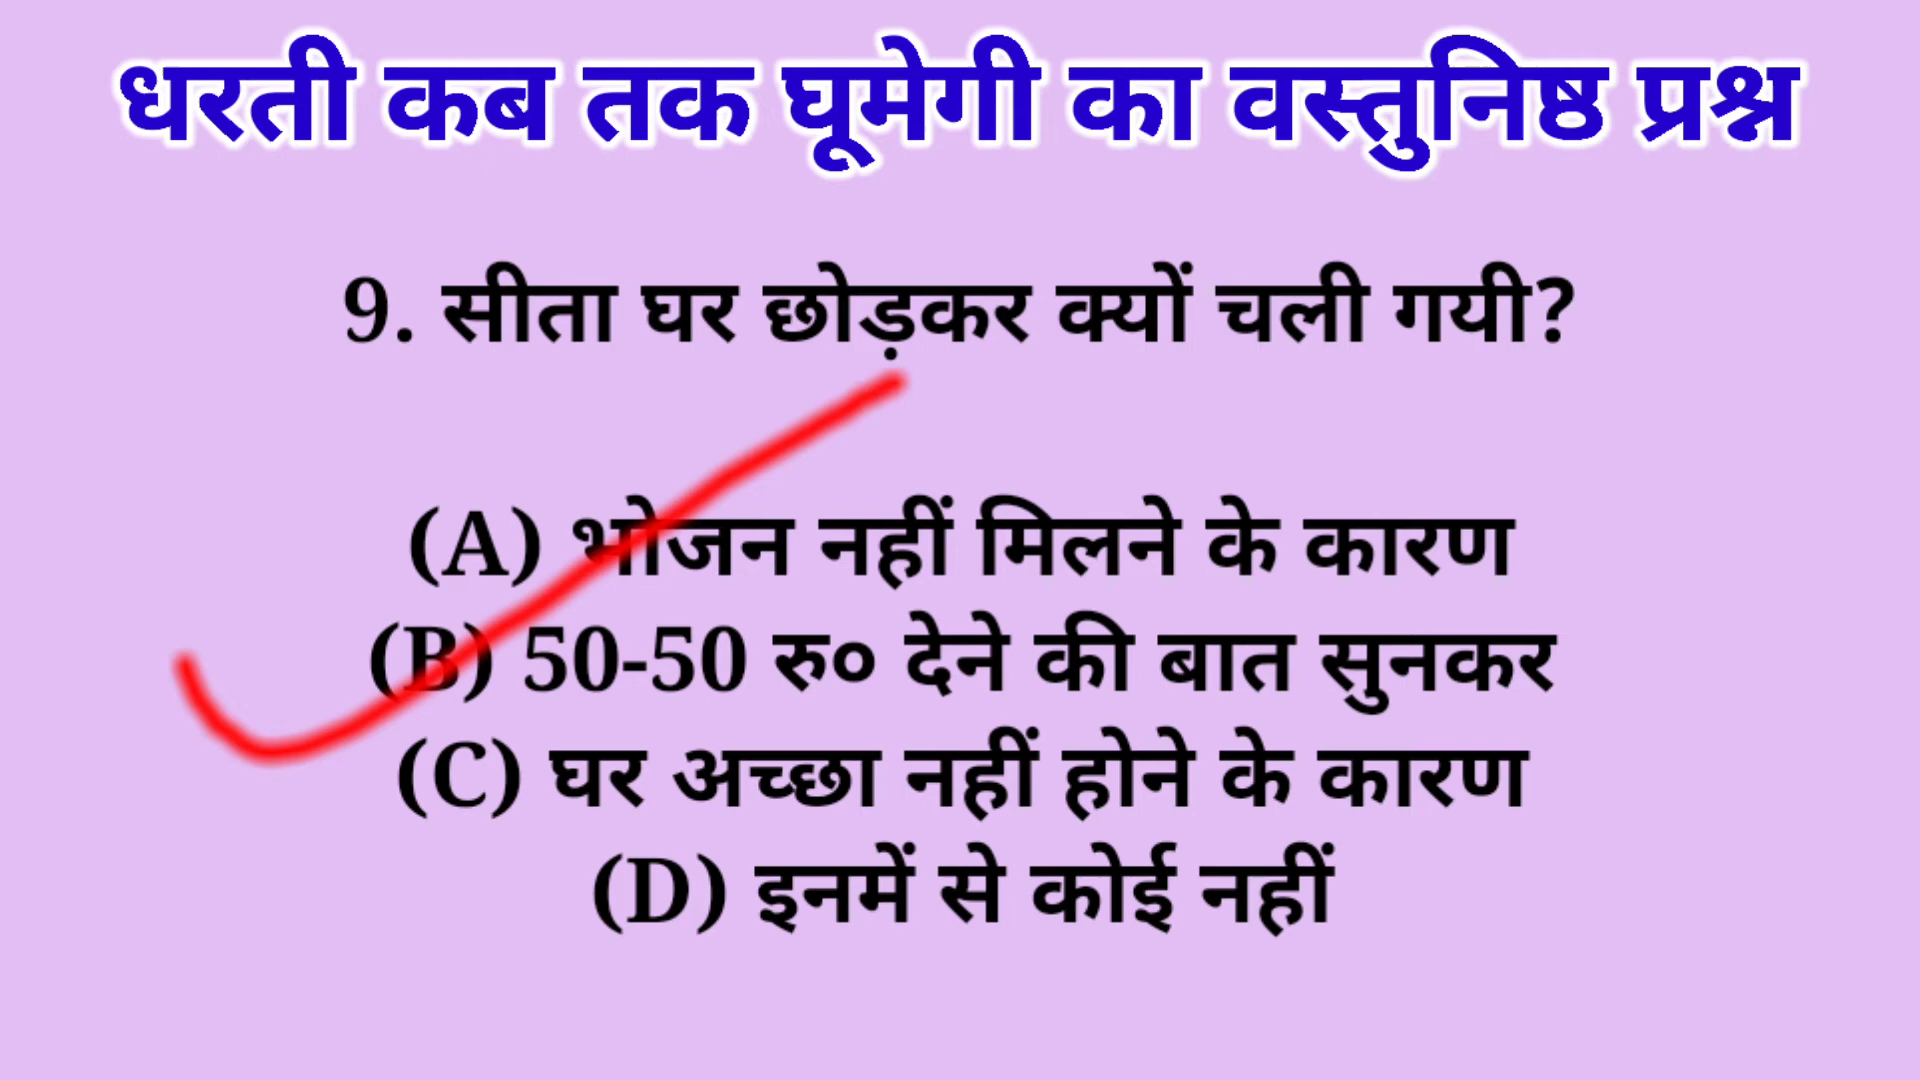 धरती कब तक घूमेगी का वस्तुनिष्ठ प्रश्न
9. सीता घर छोड़कर क्यों चली गयी?
(A) भोजन नहीं मिलने के कारण
(B) 50-50 रु० देने की बात सुनकर
(C) घर अच्छा नहीं होने के कारण
(D) इनमें से कोई नहीं